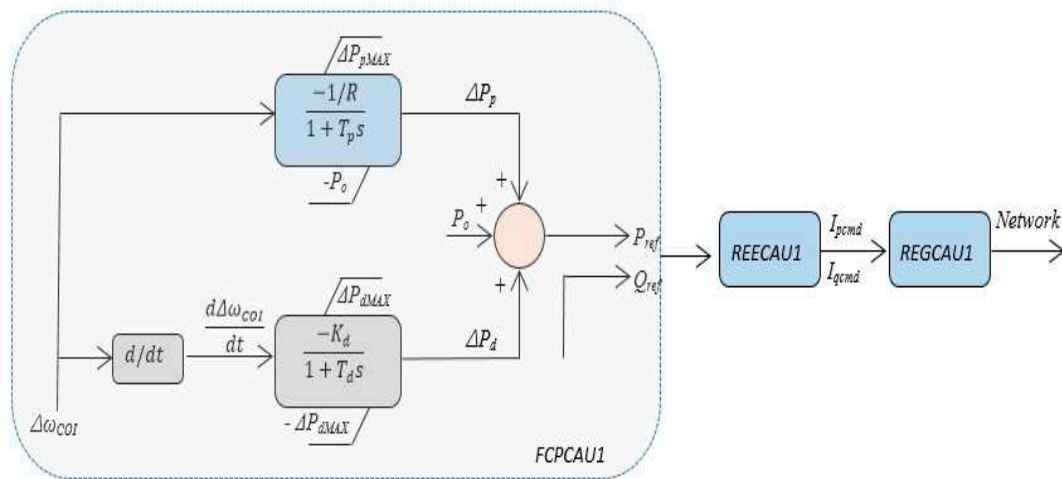 ΔP_pMAX
-1/R
1 + T_p s
-P_o
ΔP_p
+
+
P_o
+
P_ref
Q_ref
REECAU1
I_pcmd
I_qcmd
REGCAU1
Network
ΔP_dMAX
dΔω_COI
dt
d/dt
-K_d
1 + T_d s
ΔP_d
- ΔP_dMAX
Δω_COI
FCPCAU1